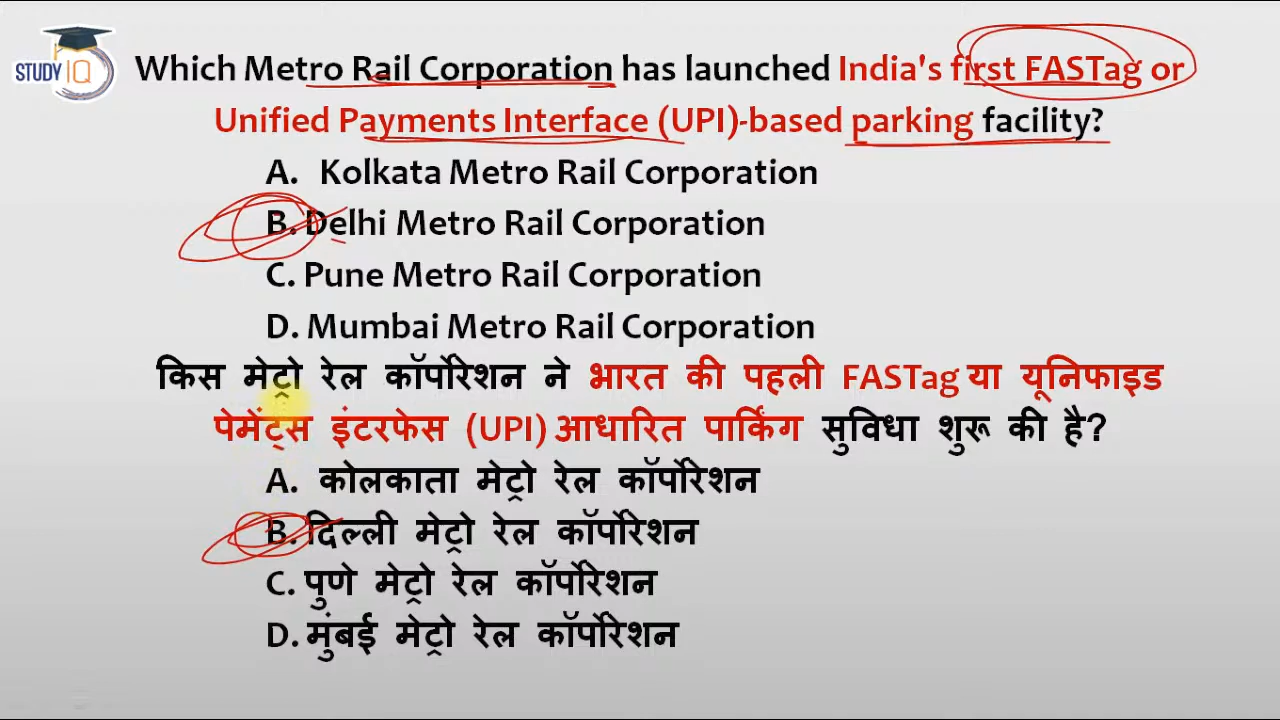 STUDY IQ
Which Metro Rail Corporation has launched India's first FASTag or
Unified Payments Interface (UPI)-based parking facility?
A. Kolkata Metro Rail Corporation
B. Delhi Metro Rail Corporation
C. Pune Metro Rail Corporation
D. Mumbai Metro Rail Corporation
किस मेट्रो रेल कॉर्पोरेशन ने भारत की पहली FASTag या यूनिफाइड
पेमेंट्स इंटरफेस (UPI) आधारित पार्किंग सुविधा शुरू की है?
A. कोलकाता मेट्रो रेल कॉर्पोरेशन
B. दिल्ली मेट्रो रेल कॉर्पोरेशन
C. पुणे मेट्रो रेल कॉर्पोरेशन
D. मुंबई मेट्रो रेल कॉर्पोरेशन